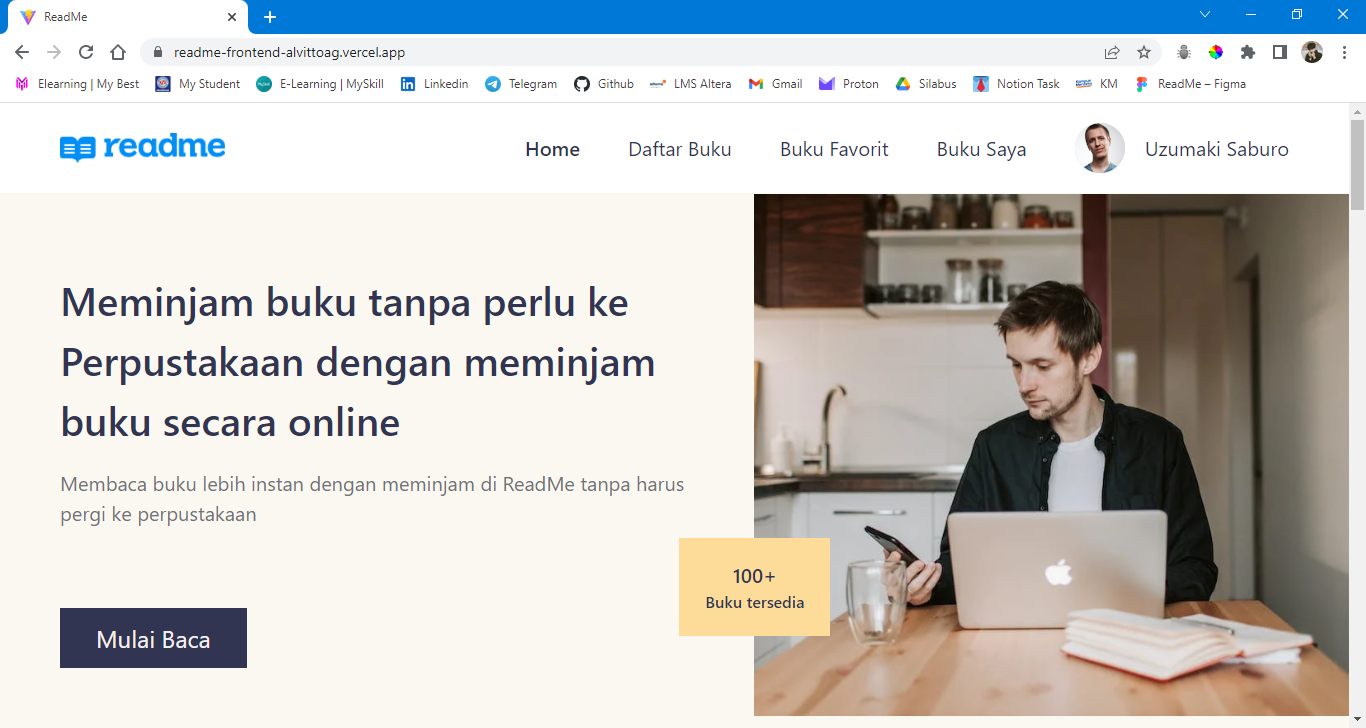 ReadMe
readme-frontend-alvittoag.vercel.app
Elearning | My Best
My Student
E-Learning | MySkill
Linkedin
Telegram
Github
LMS Altera
Gmail
Proton
Silabus
Notion Task
KM
ReadMe – Figma
readme
Home
Daftar Buku
Buku Favorit
Buku Saya
Uzumaki Saburo
Meminjam buku tanpa perlu ke
Perpustakaan dengan meminjam
buku secara online
Membaca buku lebih instan dengan meminjam di ReadMe tanpa harus
pergi ke perpustakaan
100+
Buku tersedia
Mulai Baca